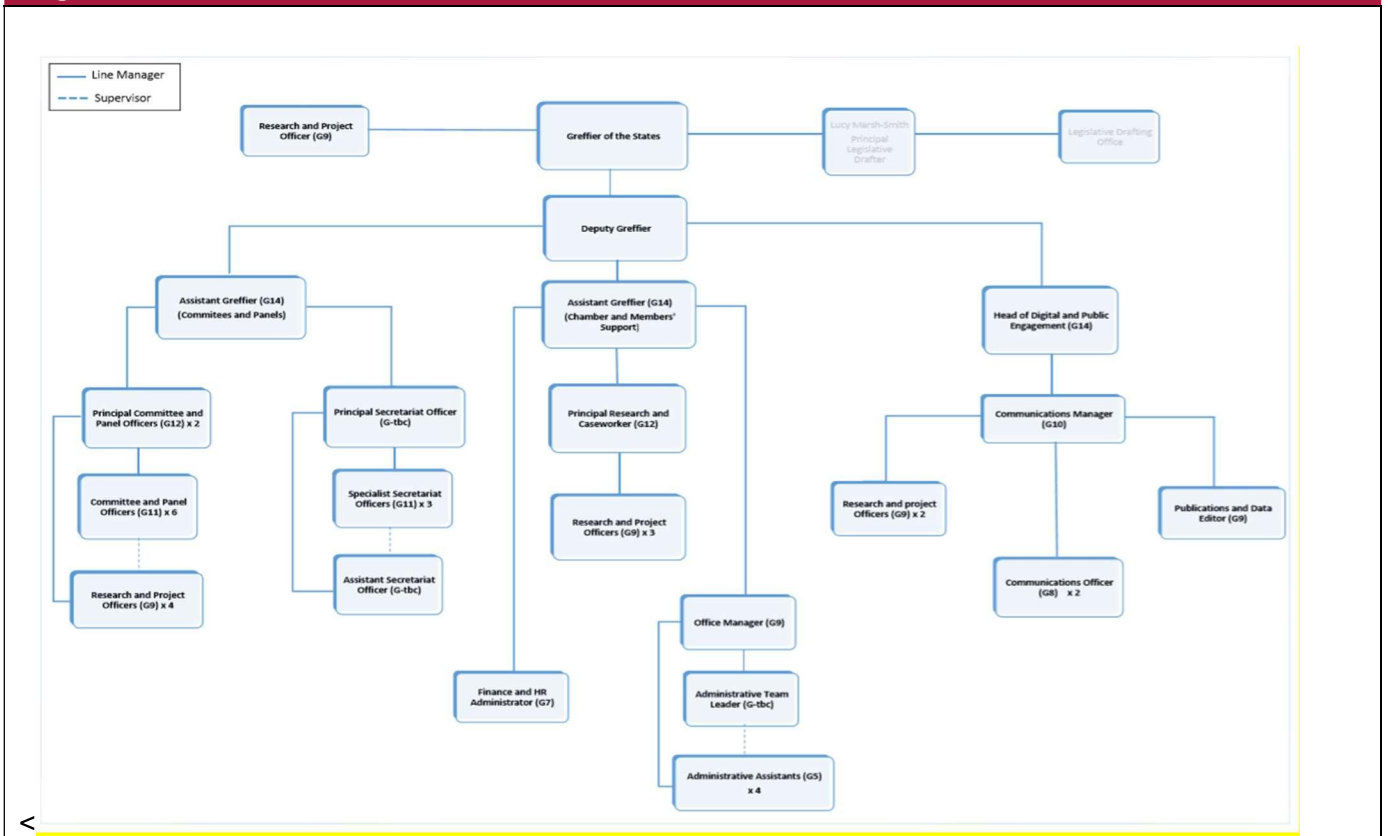 Line Manager
Supervisor
Research and Project
Officer (G9)
Greffier of the States
Lucy Marsh-Smith
Principal
Legislative
Drafter
Legislative Drafting
Office
Deputy Greffier
Assistant Greffier (G14)
(Commitees and Panels)
Assistant Greffier (G14)
(Chamber and Members'
Support)
Head of Digital and Public
Engagement (G14)
Principal Committee and
Panel Officers (G12) x 2
Principal Secretariat Officer
(G-tbc)
Principal Research and
Caseworker (G12)
Communications Manager
(G10)
Committee and Panel
Officers (G11) x 6
Specialist Secretariat
Officers (G11) x 3
Research and Project
Officers (G9) x 3
Research and project
Officers (G9) x 2
Publications and Data
Editor (G9)
Research and Project
Officers (G9) x 4
Assistant Secretariat
Officer (G-tbc)
Communications Officer
(G8) x 2
Office Manager (G9)
Finance and HR
Administrator (G7)
Administrative Team
Leader (G-tbc)
Administrative Assistants (G5)
x 4
<